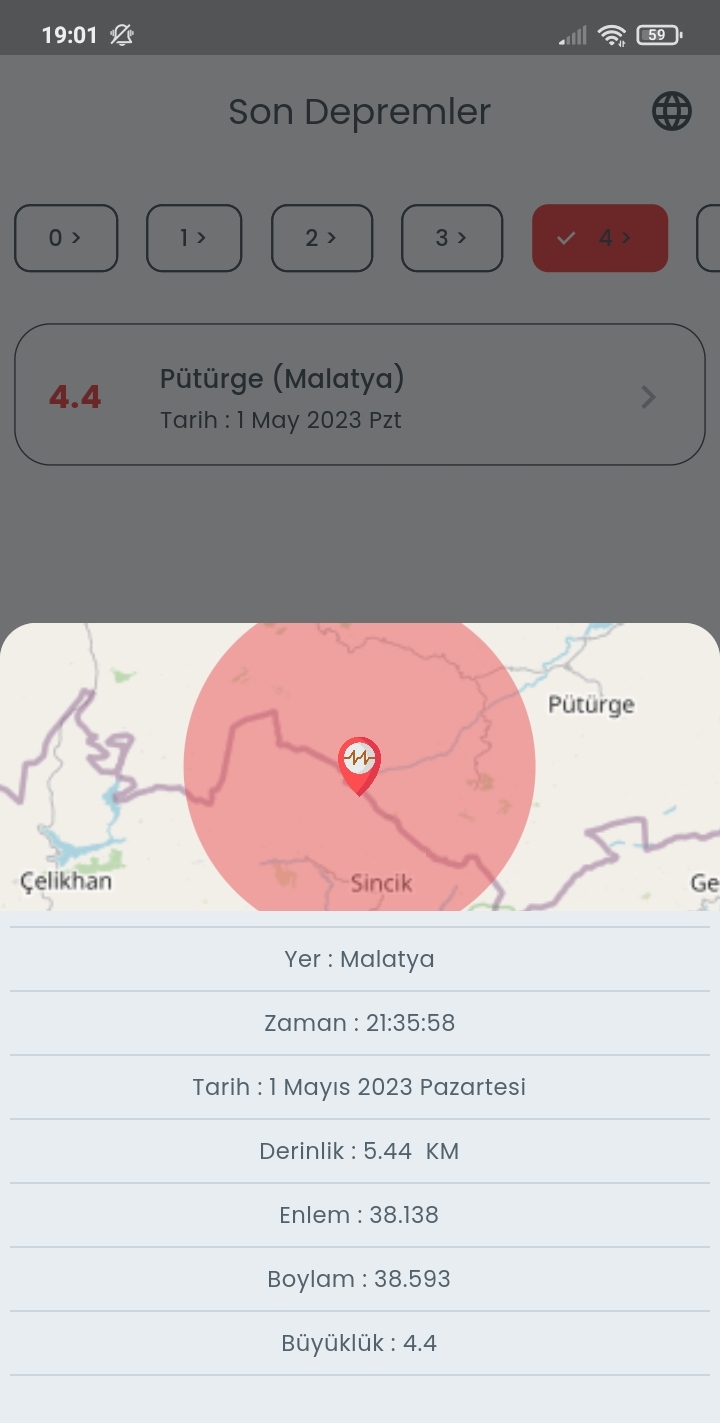 19:01
59
Son Depremler
0 >
1 >
2 >
3 >
4 >
4.4
Pütürge (Malatya)
Tarih : 1 May 2023 Pzt
Pütürge
Çelikhan
Sincik
Ge
Yer : Malatya
Zaman : 21:35:58
Tarih : 1 Mayıs 2023 Pazartesi
Derinlik : 5.44  KM
Enlem : 38.138
Boylam : 38.593
Büyüklük : 4.4